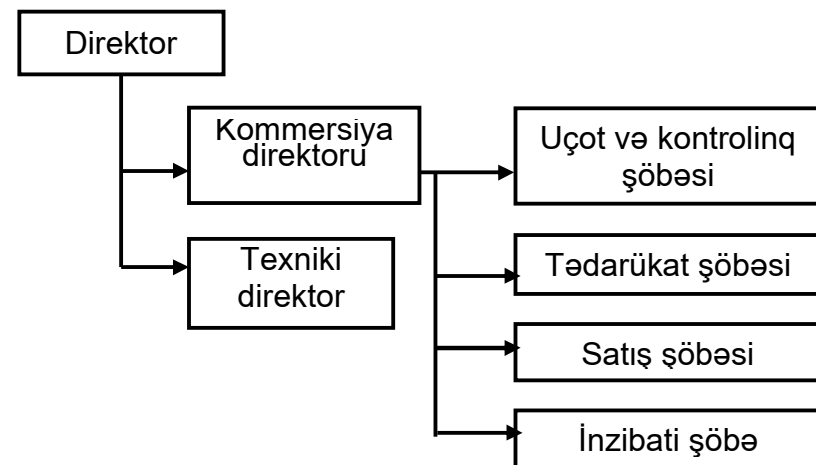 Direktor
Kommersiya
direktoru
Uçot və kontrolinq
şöbəsi
Texniki
direktor
Tədarükat şöbəsi
Satış şöbəsi
İnzibati şöbə